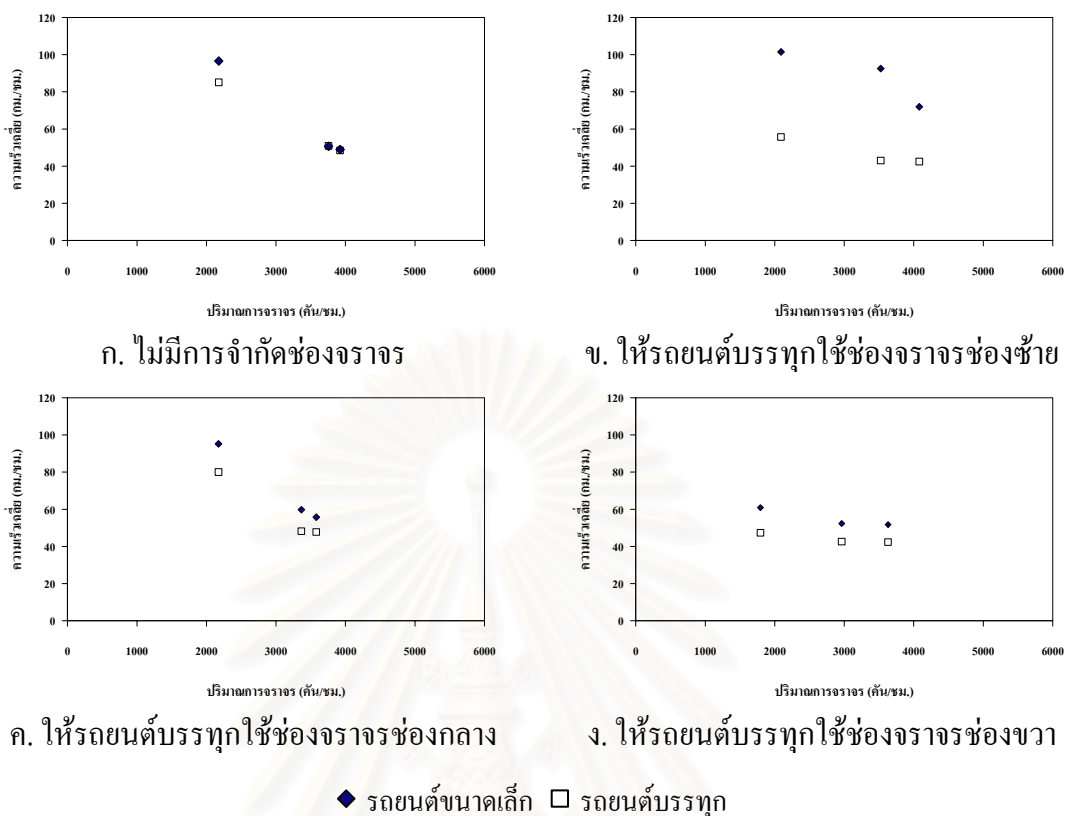 120
100
80
60
40
20
0
ความเร็วเฉลี่ย (กม./ชม.)
0 1000 2000 3000 4000 5000 6000
ปริมาณการจราจร (คัน/ชม.)
ก. ไม่มีการจำกัดช่องจราจร
120
100
80
60
40
20
0
ความเร็วเฉลี่ย (กม./ชม.)
0 1000 2000 3000 4000 5000 6000
ปริมาณการจราจร (คัน/ชม.)
ข. ให้รถยนต์บรรทุกใช้ช่องจราจรช่องซ้าย
120
100
80
60
40
20
0
ความเร็วเฉลี่ย (กม./ชม.)
0 1000 2000 3000 4000 5000 6000
ปริมาณการจราจร (คัน/ชม.)
ค. ให้รถยนต์บรรทุกใช้ช่องจราจรช่องกลาง
120
100
80
60
40
20
0
ความเร็วเฉลี่ย (กม./ชม.)
0 1000 2000 3000 4000 5000 6000
ปริมาณการจราจร (คัน/ชม.)
ง. ให้รถยนต์บรรทุกใช้ช่องจราจรช่องขวา
รถยนต์ขนาดเล็ก รถยนต์บรรทุก